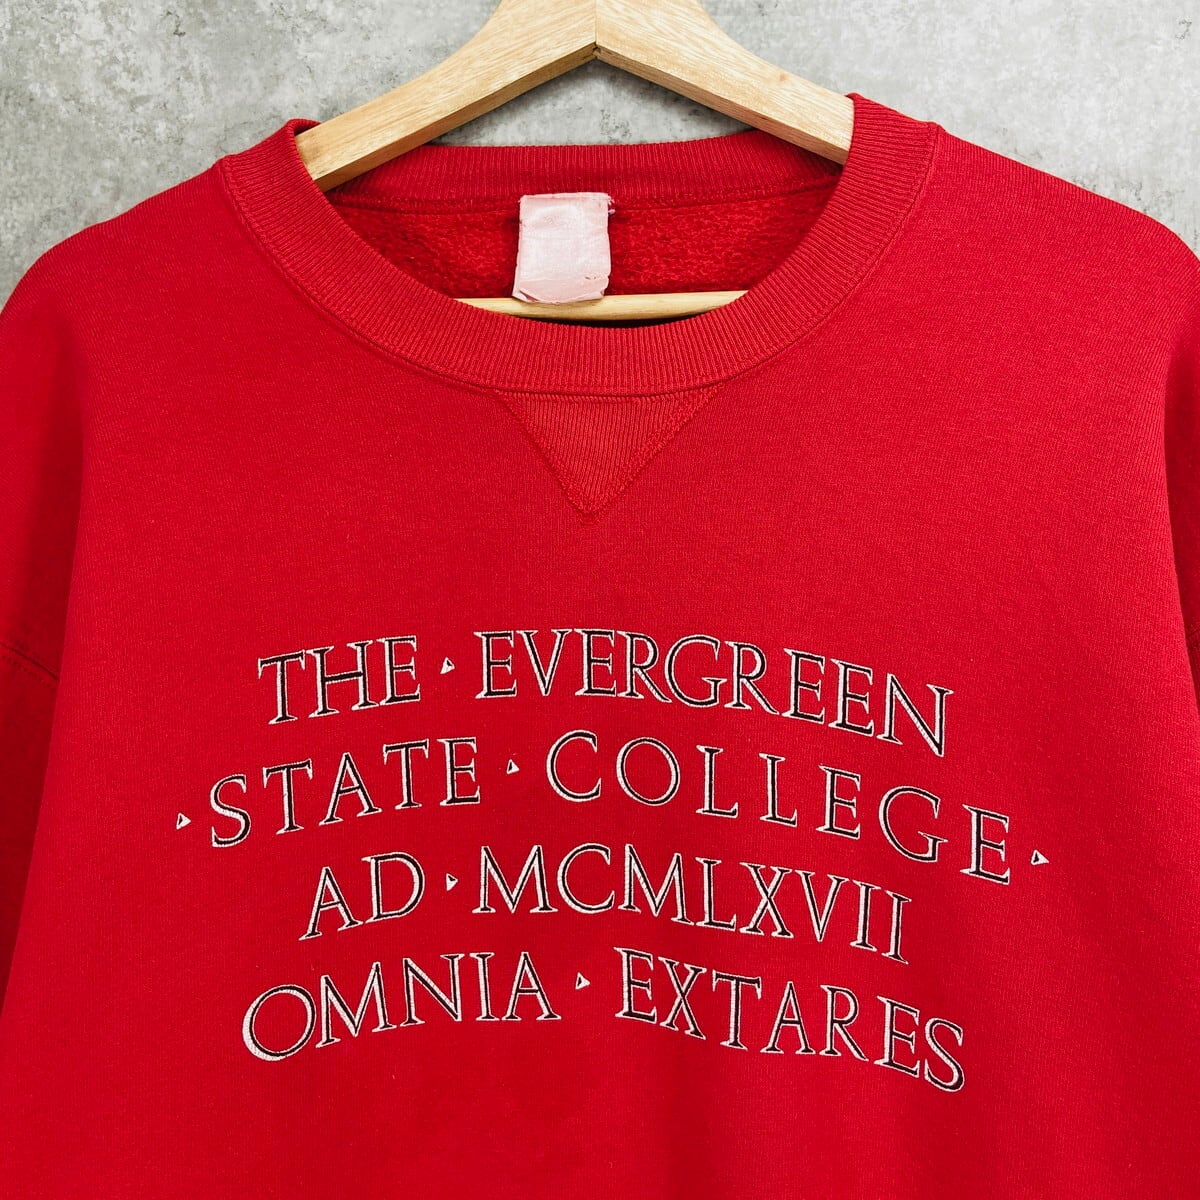 THE ▹ EVERGREEN
▹ STATE ▹ COLLEGE ▹
AD ▹ MCMLXVII
OMNIA ▹ EXTARES